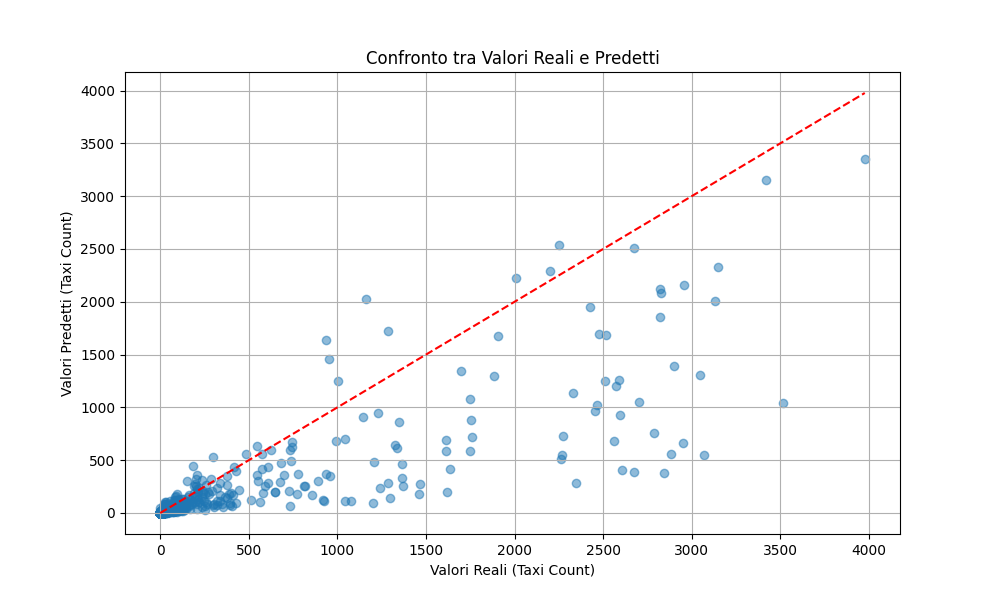 Confronto tra Valori Reali e Predetti
Valori Predetti (Taxi Count)
4000
3500
3000
2500
2000
1500
1000
500
0
0 500 1000 1500 2000 2500 3000 3500 4000
Valori Reali (Taxi Count)